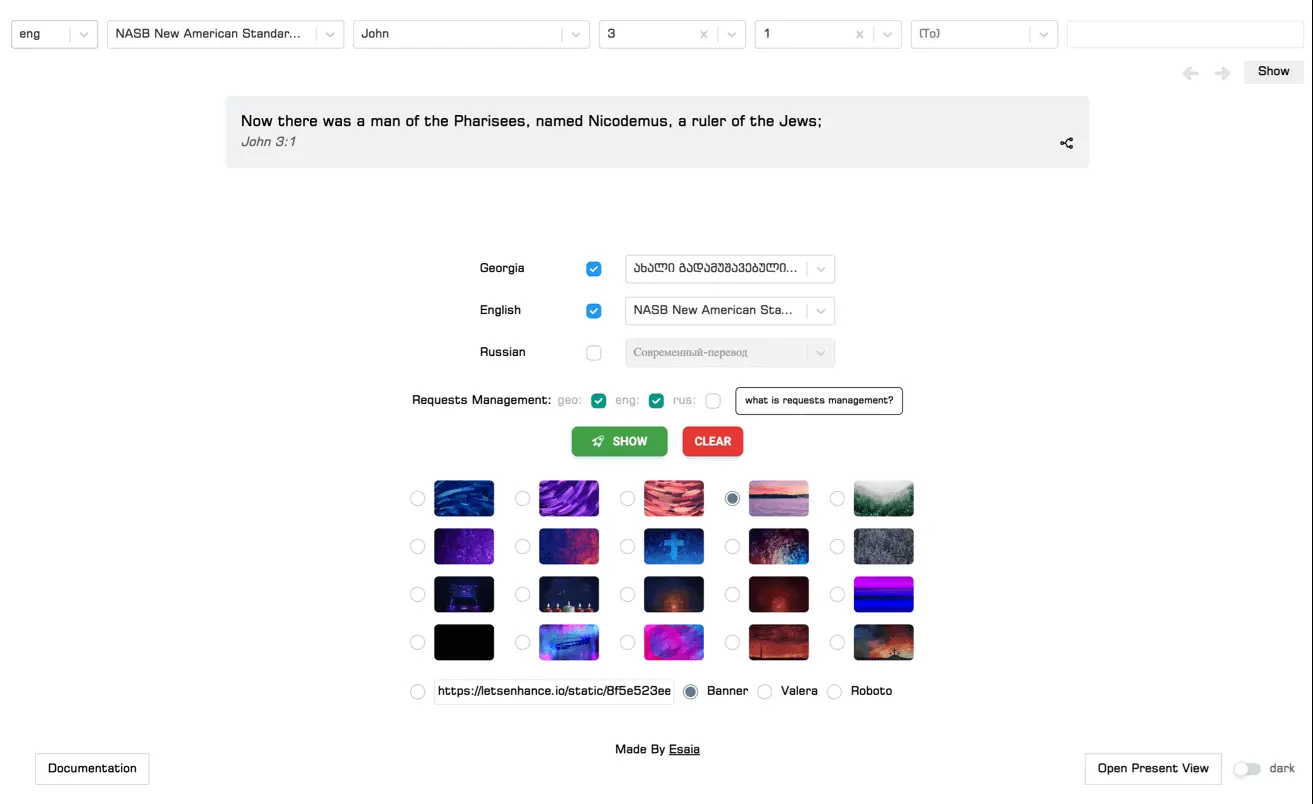 eng
NASB New American Standar...
John
3
1
(To)
Show
Now there was a man of the Pharisees, named Nicodemus, a ruler of the Jews;
John 3:1
Georgia
ახალი გადამუშავებული...
English
NASB New American Sta...
Russian
Современный-перевод
Requests Management: geo: eng: rus: what is requests management?
SHOW
CLEAR
https://letsenhance.io/static/8f5e523ee
Banner
Valera
Roboto
Made By Esaia
Documentation
Open Present View
dark